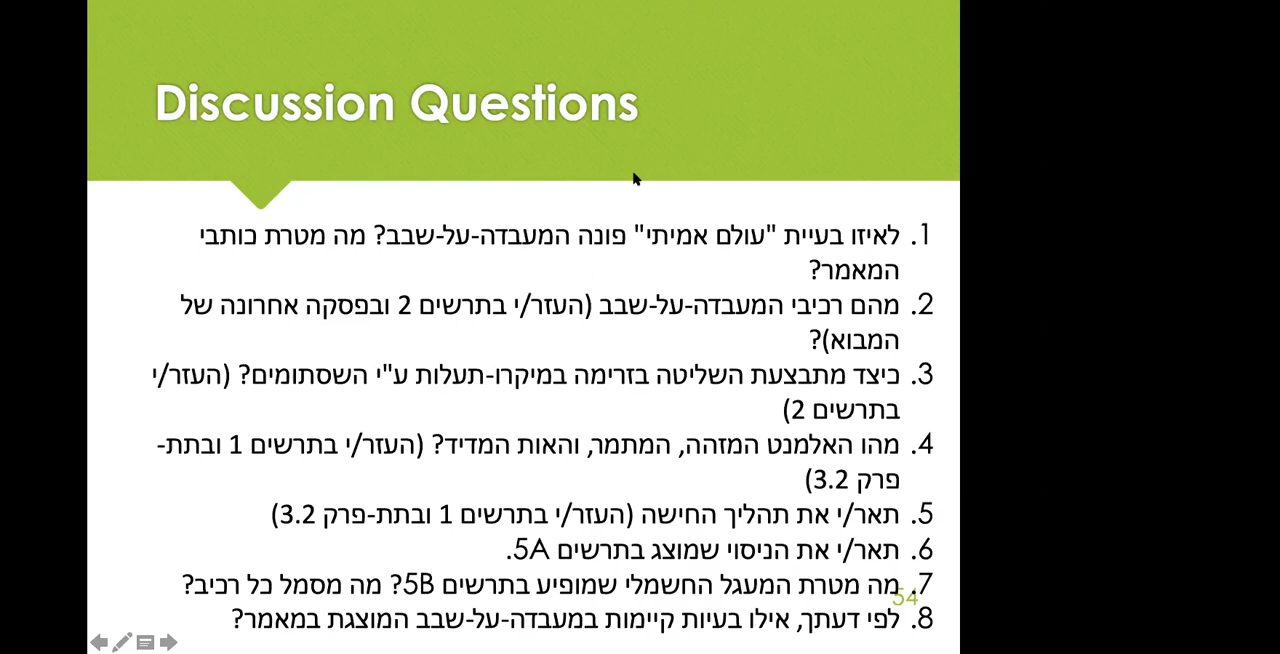 Discussion Questions
1. לאיזו בעיית "עולם אמיתי" פונה המעבדה-על-שבב? מה מטרת כותבי
המאמר?
2. מהם רכיבי המעבדה-על-שבב (העזר/י בתרשים 2 ובפסקה אחרונה של
המבוא)?
3. כיצד מתבצעת השליטה בזרימה במיקרו-תעלות ע"י השסתומים? (העזר/י
בתרשים 2)
4. מהו האלמנט המזהה, המתמר, והאות המדיד? (העזר/י בתרשים 1 ובתת-
פרק 3.2)
5. תאר/י את תהליך החישה (העזר/י בתרשים 1 ובתת-פרק 3.2)
6. תאר/י את הניסוי שמוצג בתרשים 5A.
7. מה מטרת המעגל החשמלי שמופיע בתרשים 5B? מה מסמל כל רכיב?
54
8. לפי דעתך, אילו בעיות קיימות במעבדה-על-שבב המוצגת במאמר?